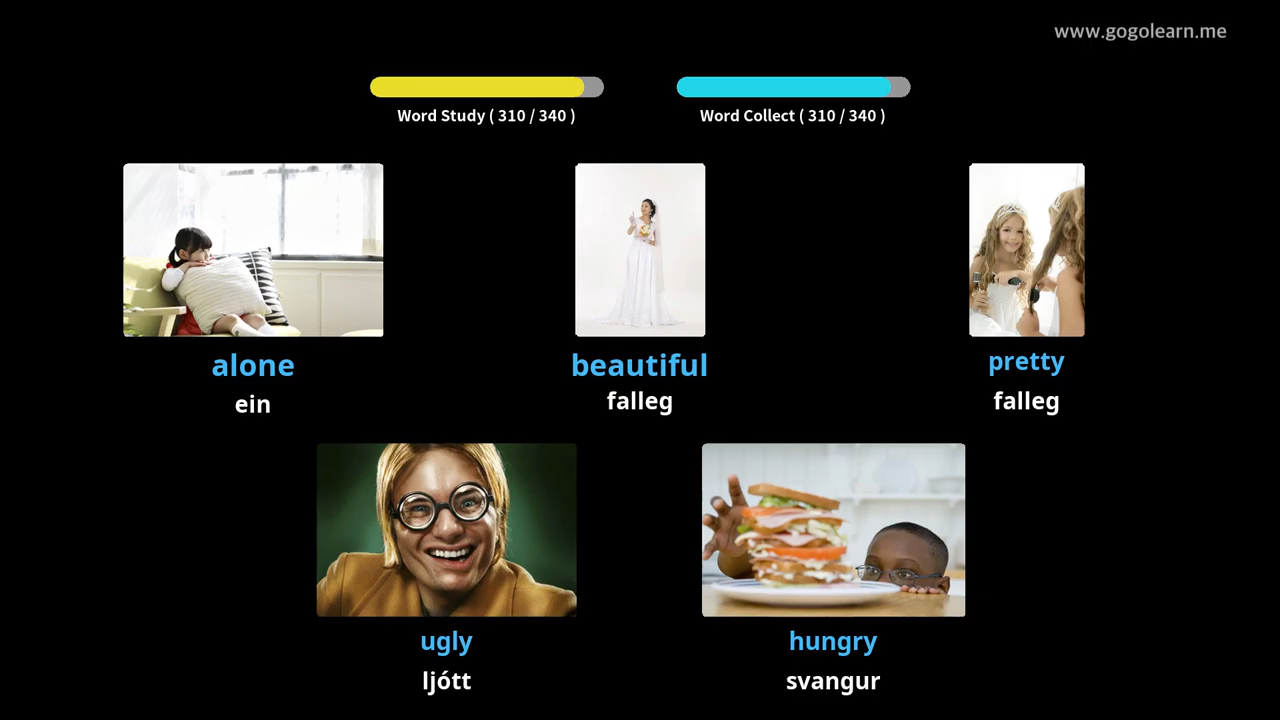 www.gogolearn.me
Word Study ( 310 / 340 )
Word Collect ( 310 / 340 )
alone
ein
beautiful
falleg
pretty
falleg
ugly
ljótt
hungry
svangur